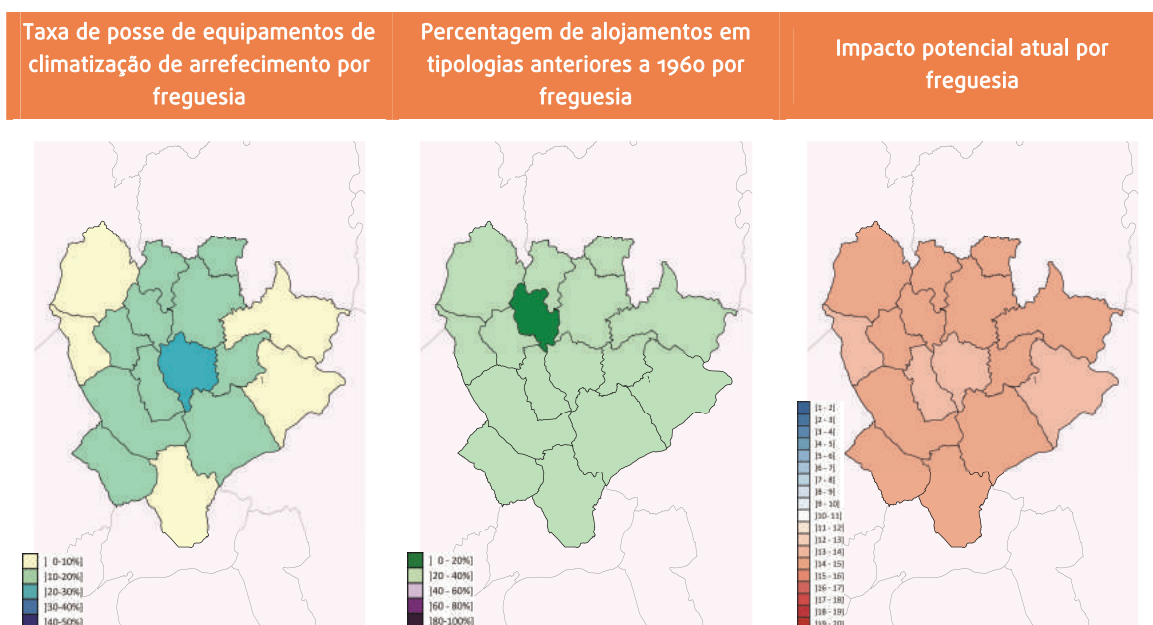 Taxa de posse de equipamentos de
climatização de arrefecimento por
freguesia
Percentagem de alojamentos em
tipologias anteriores a 1960 por
freguesia
Impacto potencial atual por
freguesia
] 0-10%]
]10-20%]
]20-30%]
]30-40%]
]40-50%]
] 0 - 20%]
]20 - 40%]
]40 - 60%]
]60 - 80%]
]80-100%]
]1 - 2]
]2 - 3]
]3 - 4]
]4 - 5]
]5 - 6]
]6 - 7]
]7 - 8]
]8 - 9]
]9 - 10]
]10 - 11]
]11 - 12]
]12 - 13]
]13 - 14]
]14 - 15]
]15 - 16]
]16 - 17]
]17 - 18]
]18 - 19]
]19 - 20]